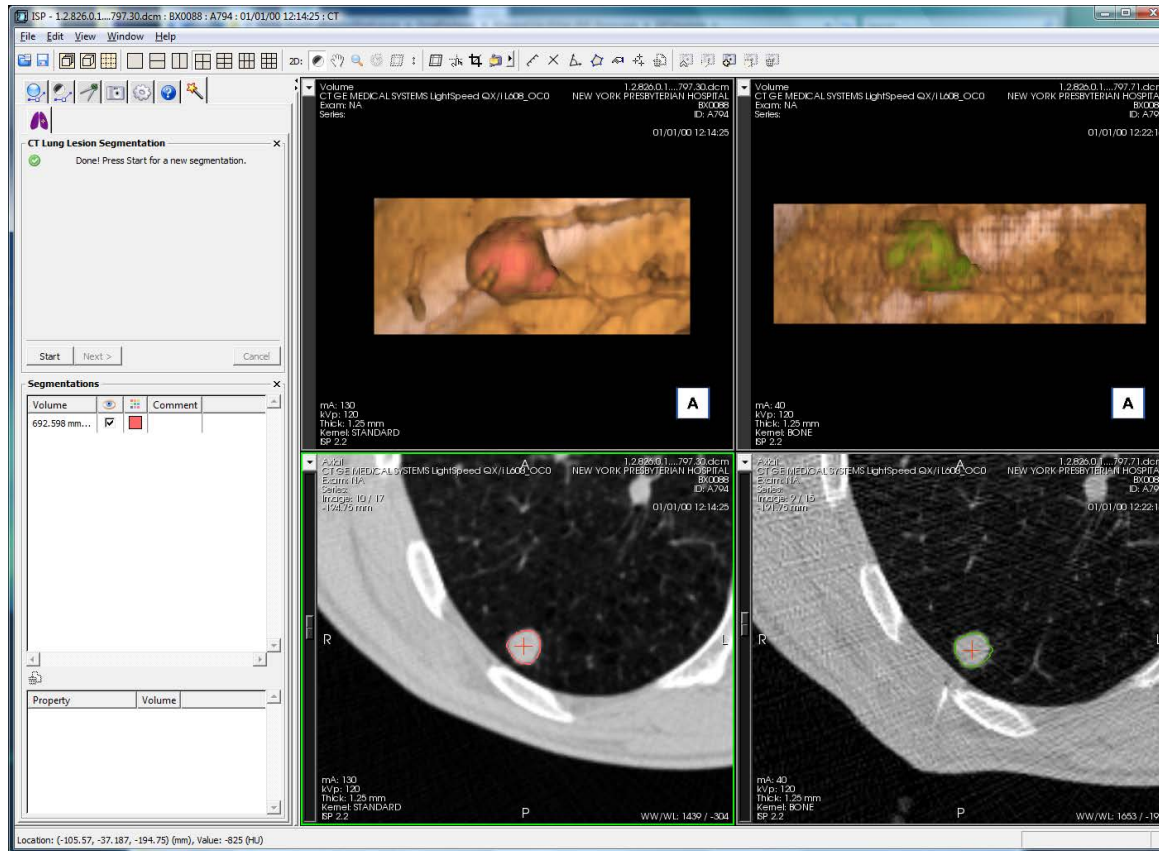 ISP - 1.2.826.0.1....797.30.dcm : BX0088 : A794 : 01/01/00 12:14:25 : CT
File Edit View Window Help
2D:
CT Lung Lesion Segmentation
Done! Press Start for a new segmentation.
Start Next > Cancel
Segmentations
Volume Comment
692.598 mm...
Property Volume
Volume
CT GE MEDICAL SYSTEMS LightSpeed QX/i L608_OC0
Exam: NA
Series:
1.2.826.0.1....797.30.dcm
NEW YORK PRESBYTERIAN HOSPITAL
BX0088
ID: A794
01/01/00 12:14:25
mA: 130
kVp: 120
Thick: 1.25 mm
Kernel: STANDARD
ISP 2.2
A
Volume
CT GE MEDICAL SYSTEMS LightSpeed QX/i L608_OC0
Exam: NA
Series:
1.2.826.0.1....797.71.dcm
NEW YORK PRESBYTERIAN HOSPITAL
BX0088
ID: A794
01/01/00 12:22:1
mA: 40
kVp: 120
Thick: 1.25 mm
Kernel: BONE
ISP 2.2
A
Axial
CT GE MEDICAL SYSTEMS LightSpeed QX/i L608_OC0
Exam: NA
Series:
Image: 10 / 17
-194.75 mm
A
1.2.826.0.1....797.30.dcm
NEW YORK PRESBYTERIAN HOSPITAL
BX0088
ID: A794
01/01/00 12:14:25
R L
mA: 130
kVp: 120
Thick: 1.25 mm
Kernel: STANDARD
ISP 2.2
P
WW/WL: 1439 / -304
Axial
CT GE MEDICAL SYSTEMS LightSpeed QX/i L608_OC0
Exam: NA
Series:
Image: 9 / 15
A
1.2.826.0.1....797.71.dcm
NEW YORK PRESBYTERIAN HOSPITAL
BX0088
ID: A794
01/01/00 12:22:1
R L
mA: 40
kVp: 120
Thick: 1.25 mm
Kernel: BONE
ISP 2.2
P
WW/WL: 1653 / -19
Location: (-105.57, -37.187, -194.75) (mm), Value: -825 (HU)